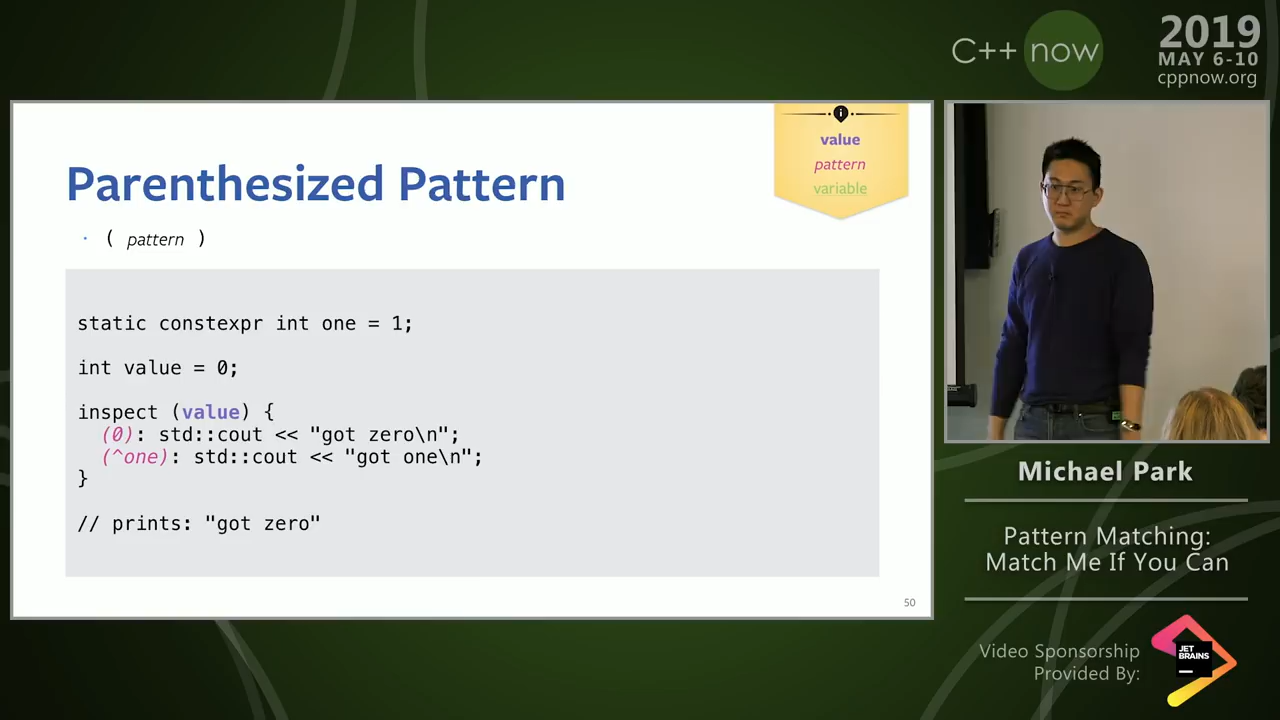 C++ now
2019
MAY 6-10
cppnow.org
value
pattern
variable
Parenthesized Pattern
· ( pattern )
static constexpr int one = 1;
int value = 0;
inspect (value) {
(0): std::cout << "got zero\n";
(^one): std::cout << "got one\n";
}
// prints: "got zero"
50
Michael Park
Pattern Matching:
Match Me If You Can
Video Sponsorship
Provided By:
JET
BRAINS